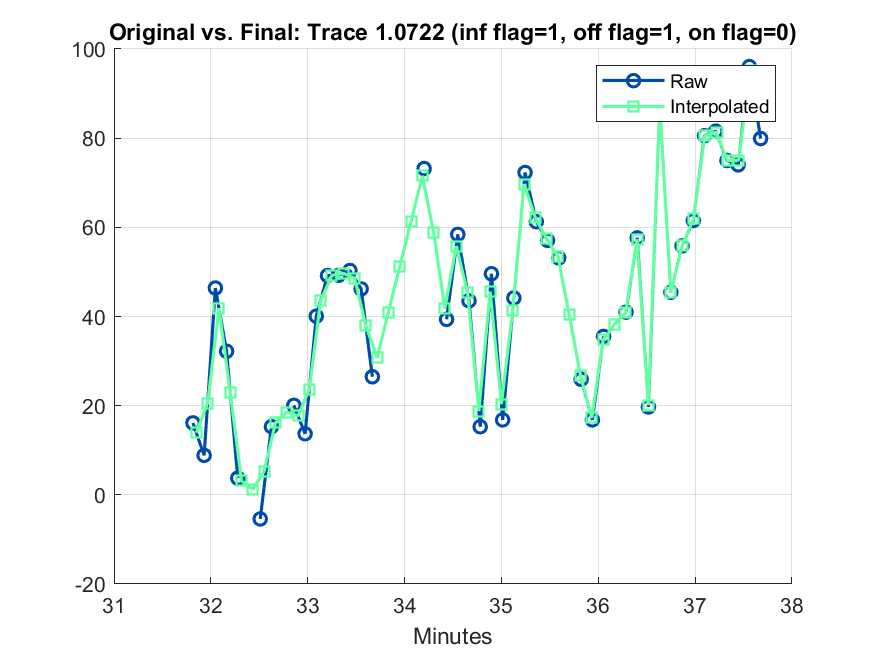 Original vs. Final: Trace 1.0722 (inf flag=1, off flag=1, on flag=0)
100
80
60
40
20
0
-20
Raw
Interpolated
31 32 33 34 35 36 37 38
Minutes